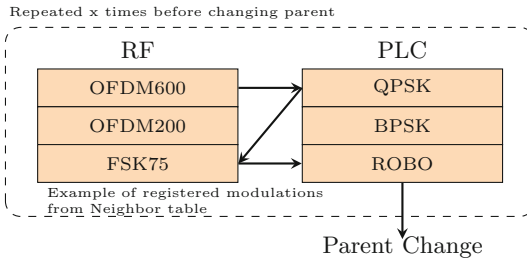 Repeated x times before changing parent
RF PLC
OFDM600 QPSK
OFDM200 BPSK
FSK75 ROBO
Example of registered modulations
from Neighbor table
Parent Change